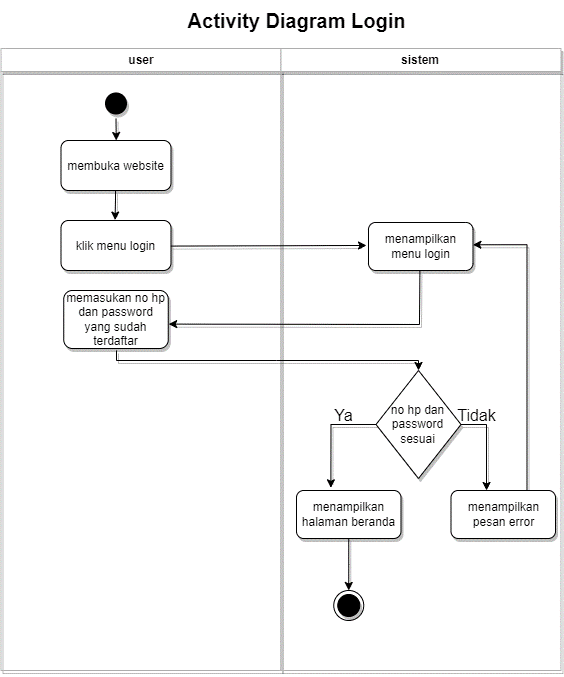 Activity Diagram Login
user
sistem
membuka website
klik menu login
menampilkan
menu login
memasukan no hp
dan password
yang sudah
terdaftar
no hp dan
password
sesuai
Ya
Tidak
menampilkan
halaman beranda
menampilkan
pesan error